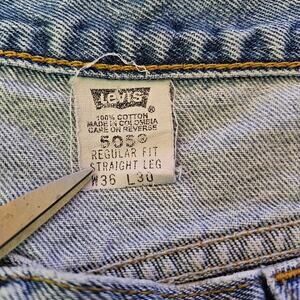 Levi's
®
100% COTTON
MADE IN COLOMBIA
CARE ON REVERSE
505®
REGULAR FIT
STRAIGHT LEG
W36 L30